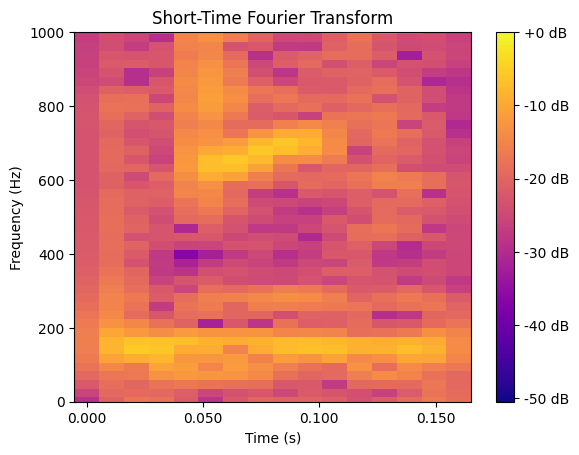 Short-Time Fourier Transform
1000
800
600
400
200
0
Frequency (Hz)
0.000
0.050
0.100
0.150
Time (s)
+0 dB
-10 dB
-20 dB
-30 dB
-40 dB
-50 dB